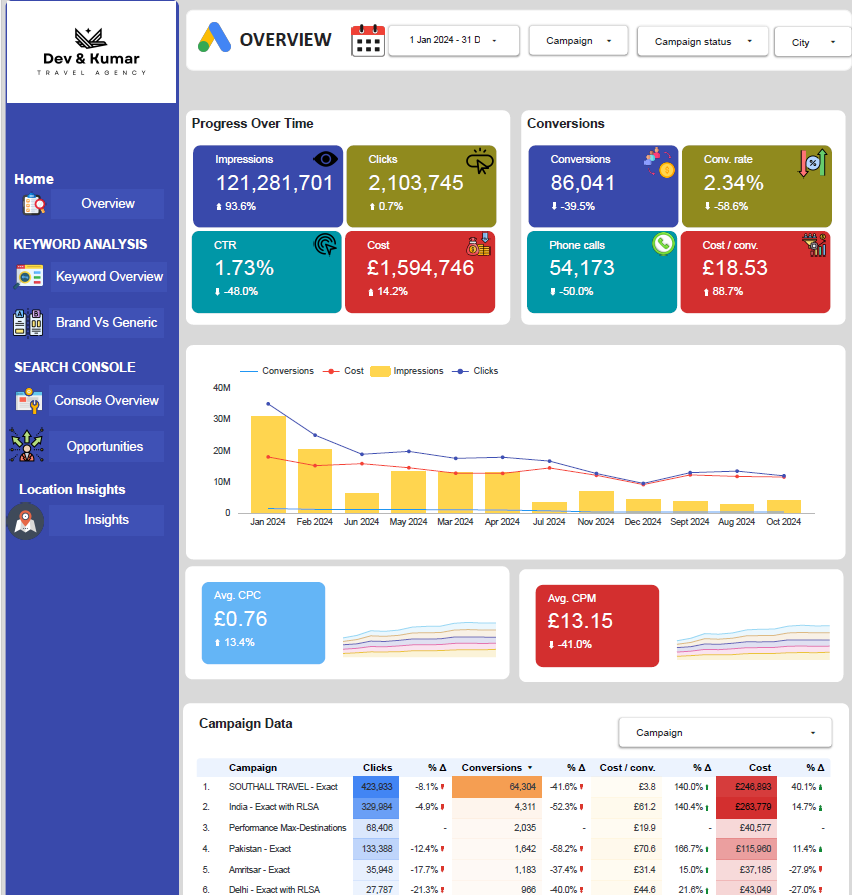 Dev & Kumar
TRAVEL AGENCY
Home
Overview
KEYWORD ANALYSIS
Keyword Overview
Brand Vs Generic
SEARCH CONSOLE
Console Overview
Opportunities
Location Insights
Insights
OVERVIEW
1 Jan 2024 - 31 D
Campaign
Campaign status
City
Progress Over Time
Impressions
121,281,701
93.6%
Clicks
2,103,745
0.7%
CTR
1.73%
-48.0%
Cost
£1,594,746
14.2%
Conversions
Conversions
86,041
-39.5%
Conv. rate
2.34%
-58.6%
Phone calls
54,173
-50.0%
Cost / conv.
£18.53
88.7%
Conversions Cost Impressions Clicks
40M
30M
20M
10M
0
Jan 2024 Feb 2024 Jun 2024 May 2024 Mar 2024 Apr 2024 Jul 2024 Nov 2024 Dec 2024 Sept 2024 Aug 2024 Oct 2024
Avg. CPC
£0.76
13.4%
Avg. CPM
£13.15
-41.0%
Campaign Data
Campaign
Campaign Clicks % Δ Conversions % Δ Cost / conv. % Δ Cost % Δ
1. SOUTHALL TRAVEL - Exact 423,933 -8.1% 64,304 -41.6% £3.8 140.0% £246,893 40.1%
2. India - Exact with RLSA 329,984 -4.9% 4,311 -52.3% £61.2 140.4% £263,779 14.7%
3. Performance Max-Destinations 68,406 - 2,035 - £19.9 - £40,577 -
4. Pakistan - Exact 133,388 -12.4% 1,642 -58.2% £70.6 166.7% £115,960 11.4%
5. Amritsar - Exact 35,948 -17.7% 1,183 -37.4% £31.4 15.0% £37,185 -27.9%
6. Delhi - Exact with RLSA 27,787 -21.3% 966 -40.0% £44.6 21.6% £43,049 -27.0%